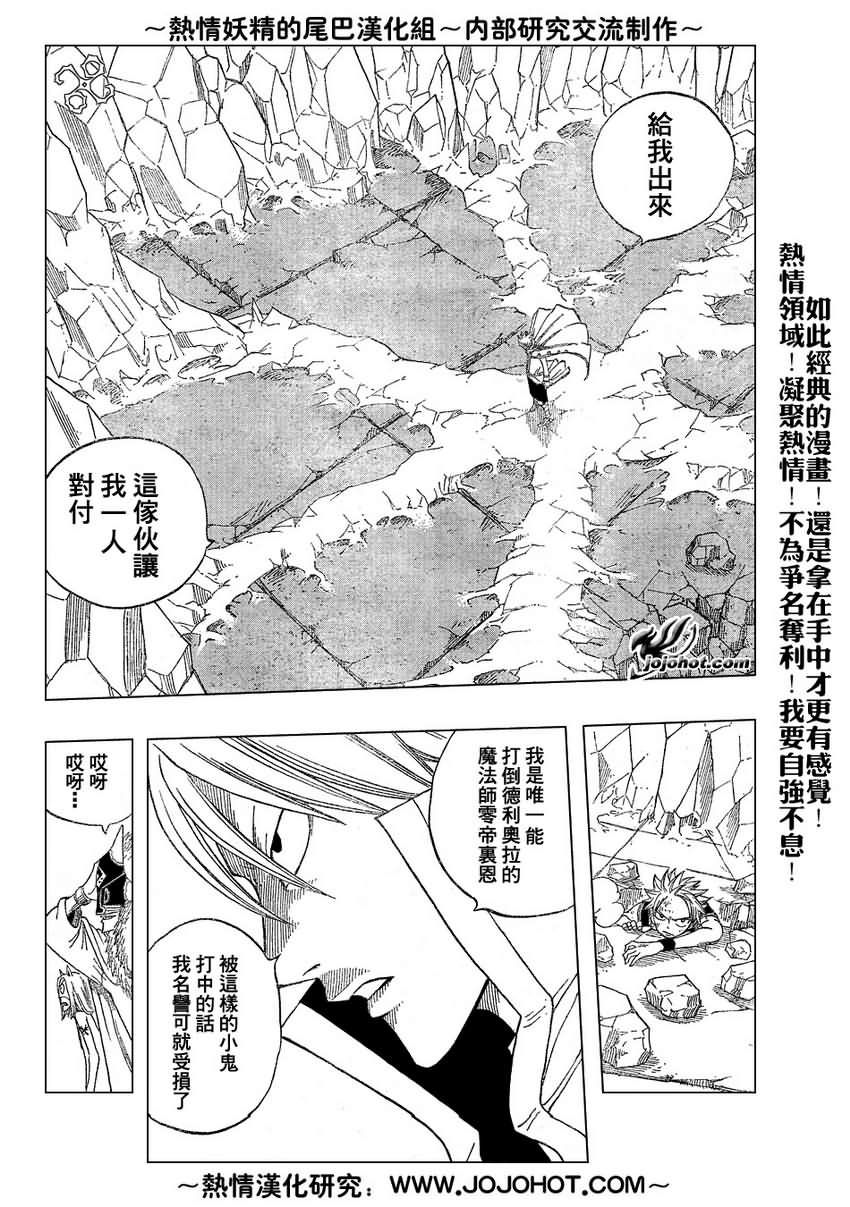 ～熱情妖精的尾巴漢化組～内部研究交流制作～
給我出來
這傢伙讓
我一人
對付
jojohot.com
如此經典的漫畫！還是拿在手中才更有感覺！
熱情領域！凝聚熱情！不為爭名奪利！我要自強不息！
我是唯一能
打倒德利奧拉的
魔法師零帝裏恩
被這樣的小鬼
打中的話
我名譽可就受損了
哎呀
哎呀…
～熱情漢化研究：WWW.JOJOHOT.COM～